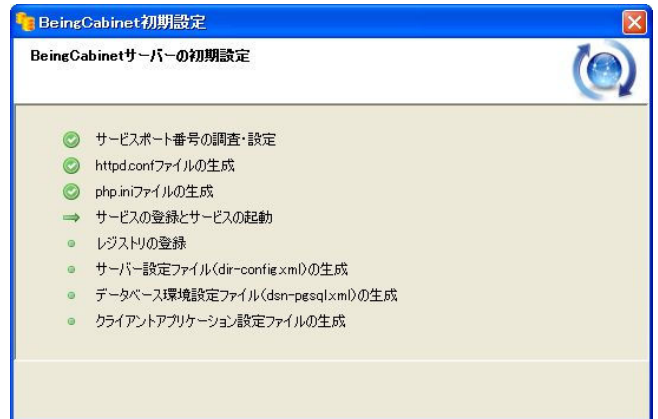 BeingCabinet初期設定
BeingCabinetサーバーの初期設定
サービスポート番号の調査・設定
httpd.confファイルの生成
php.iniファイルの生成
サービスの登録とサービスの起動
レジストリの登録
サーバー設定ファイル(dir-config.xml)の生成
データベース環境設定ファイル(dsn-pgsql.xml)の生成
クライアントアプリケーション設定ファイルの生成